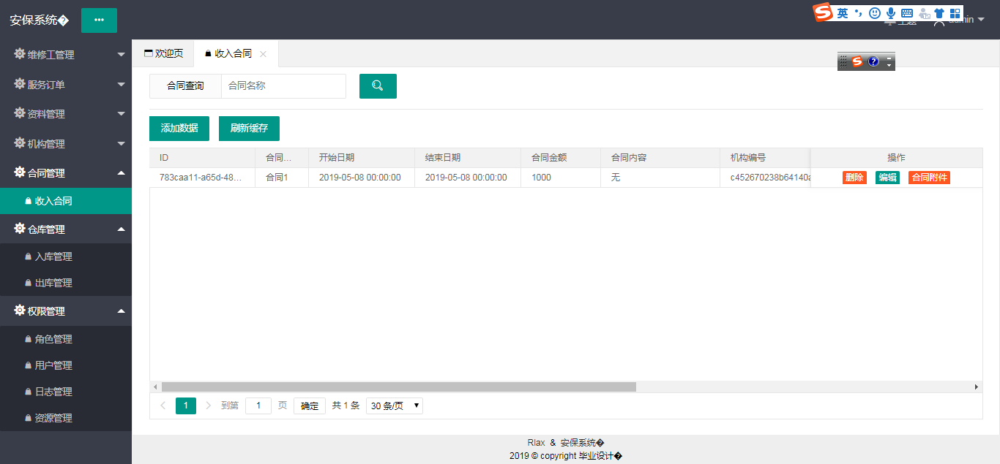 安保系统�
英
主题
admin
维修工管理
服务订单
资料管理
机构管理
合同管理
收入合同
仓库管理
入库管理
出库管理
权限管理
角色管理
用户管理
日志管理
资源管理
欢迎页 收入合同
合同查询 合同名称
添加数据 刷新缓存
ID 合同... 开始日期 结束日期 合同金额 合同内容 机构编号 操作
783caa11-a65d-48... 合同1 2019-05-08 00:00:00 2019-05-08 00:00:00 1000 无 c452670238b64140a 删除 编辑 合同附件
1 到第 1 页 确定 共 1 条 30 条/页
Rlax & 安保系统�
2019 © copyright 毕业设计�